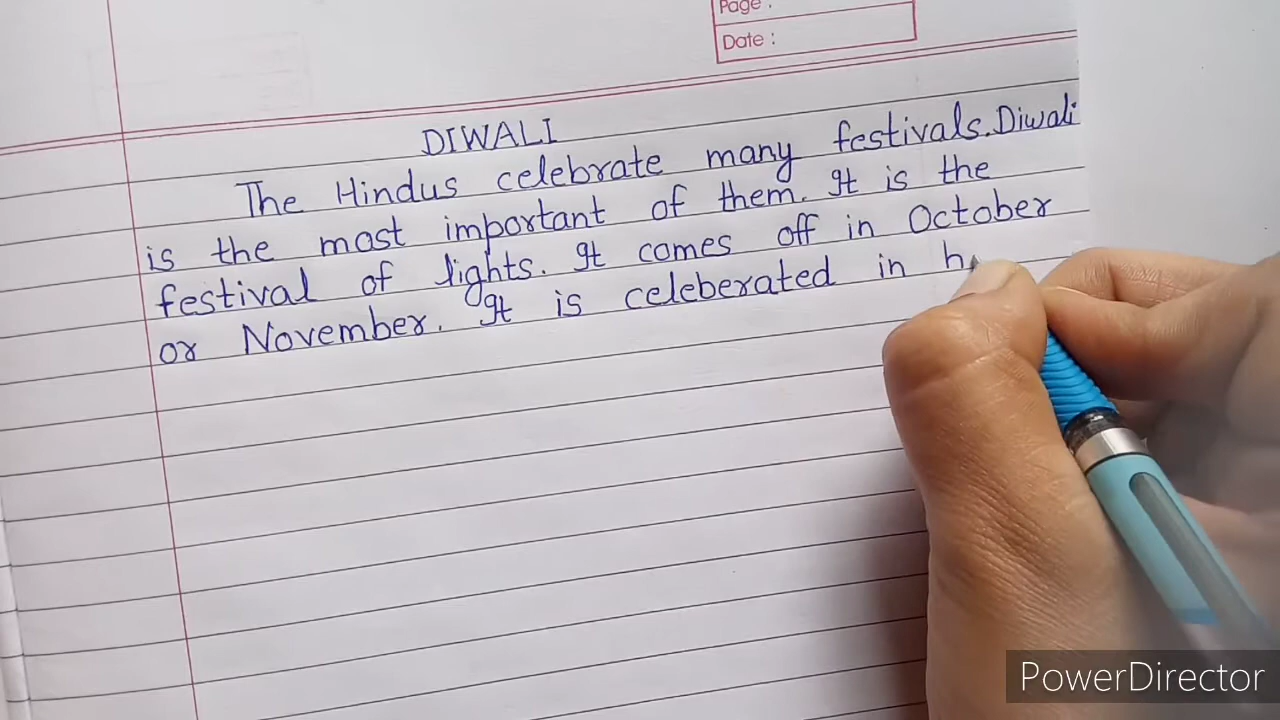 Page :
Date :
DIWALI
The Hindus celebrate many festivals. Diwali
is the most important of them. It is the
festival of lights. It comes off in October
or November. It is celeberated in h
PowerDirector